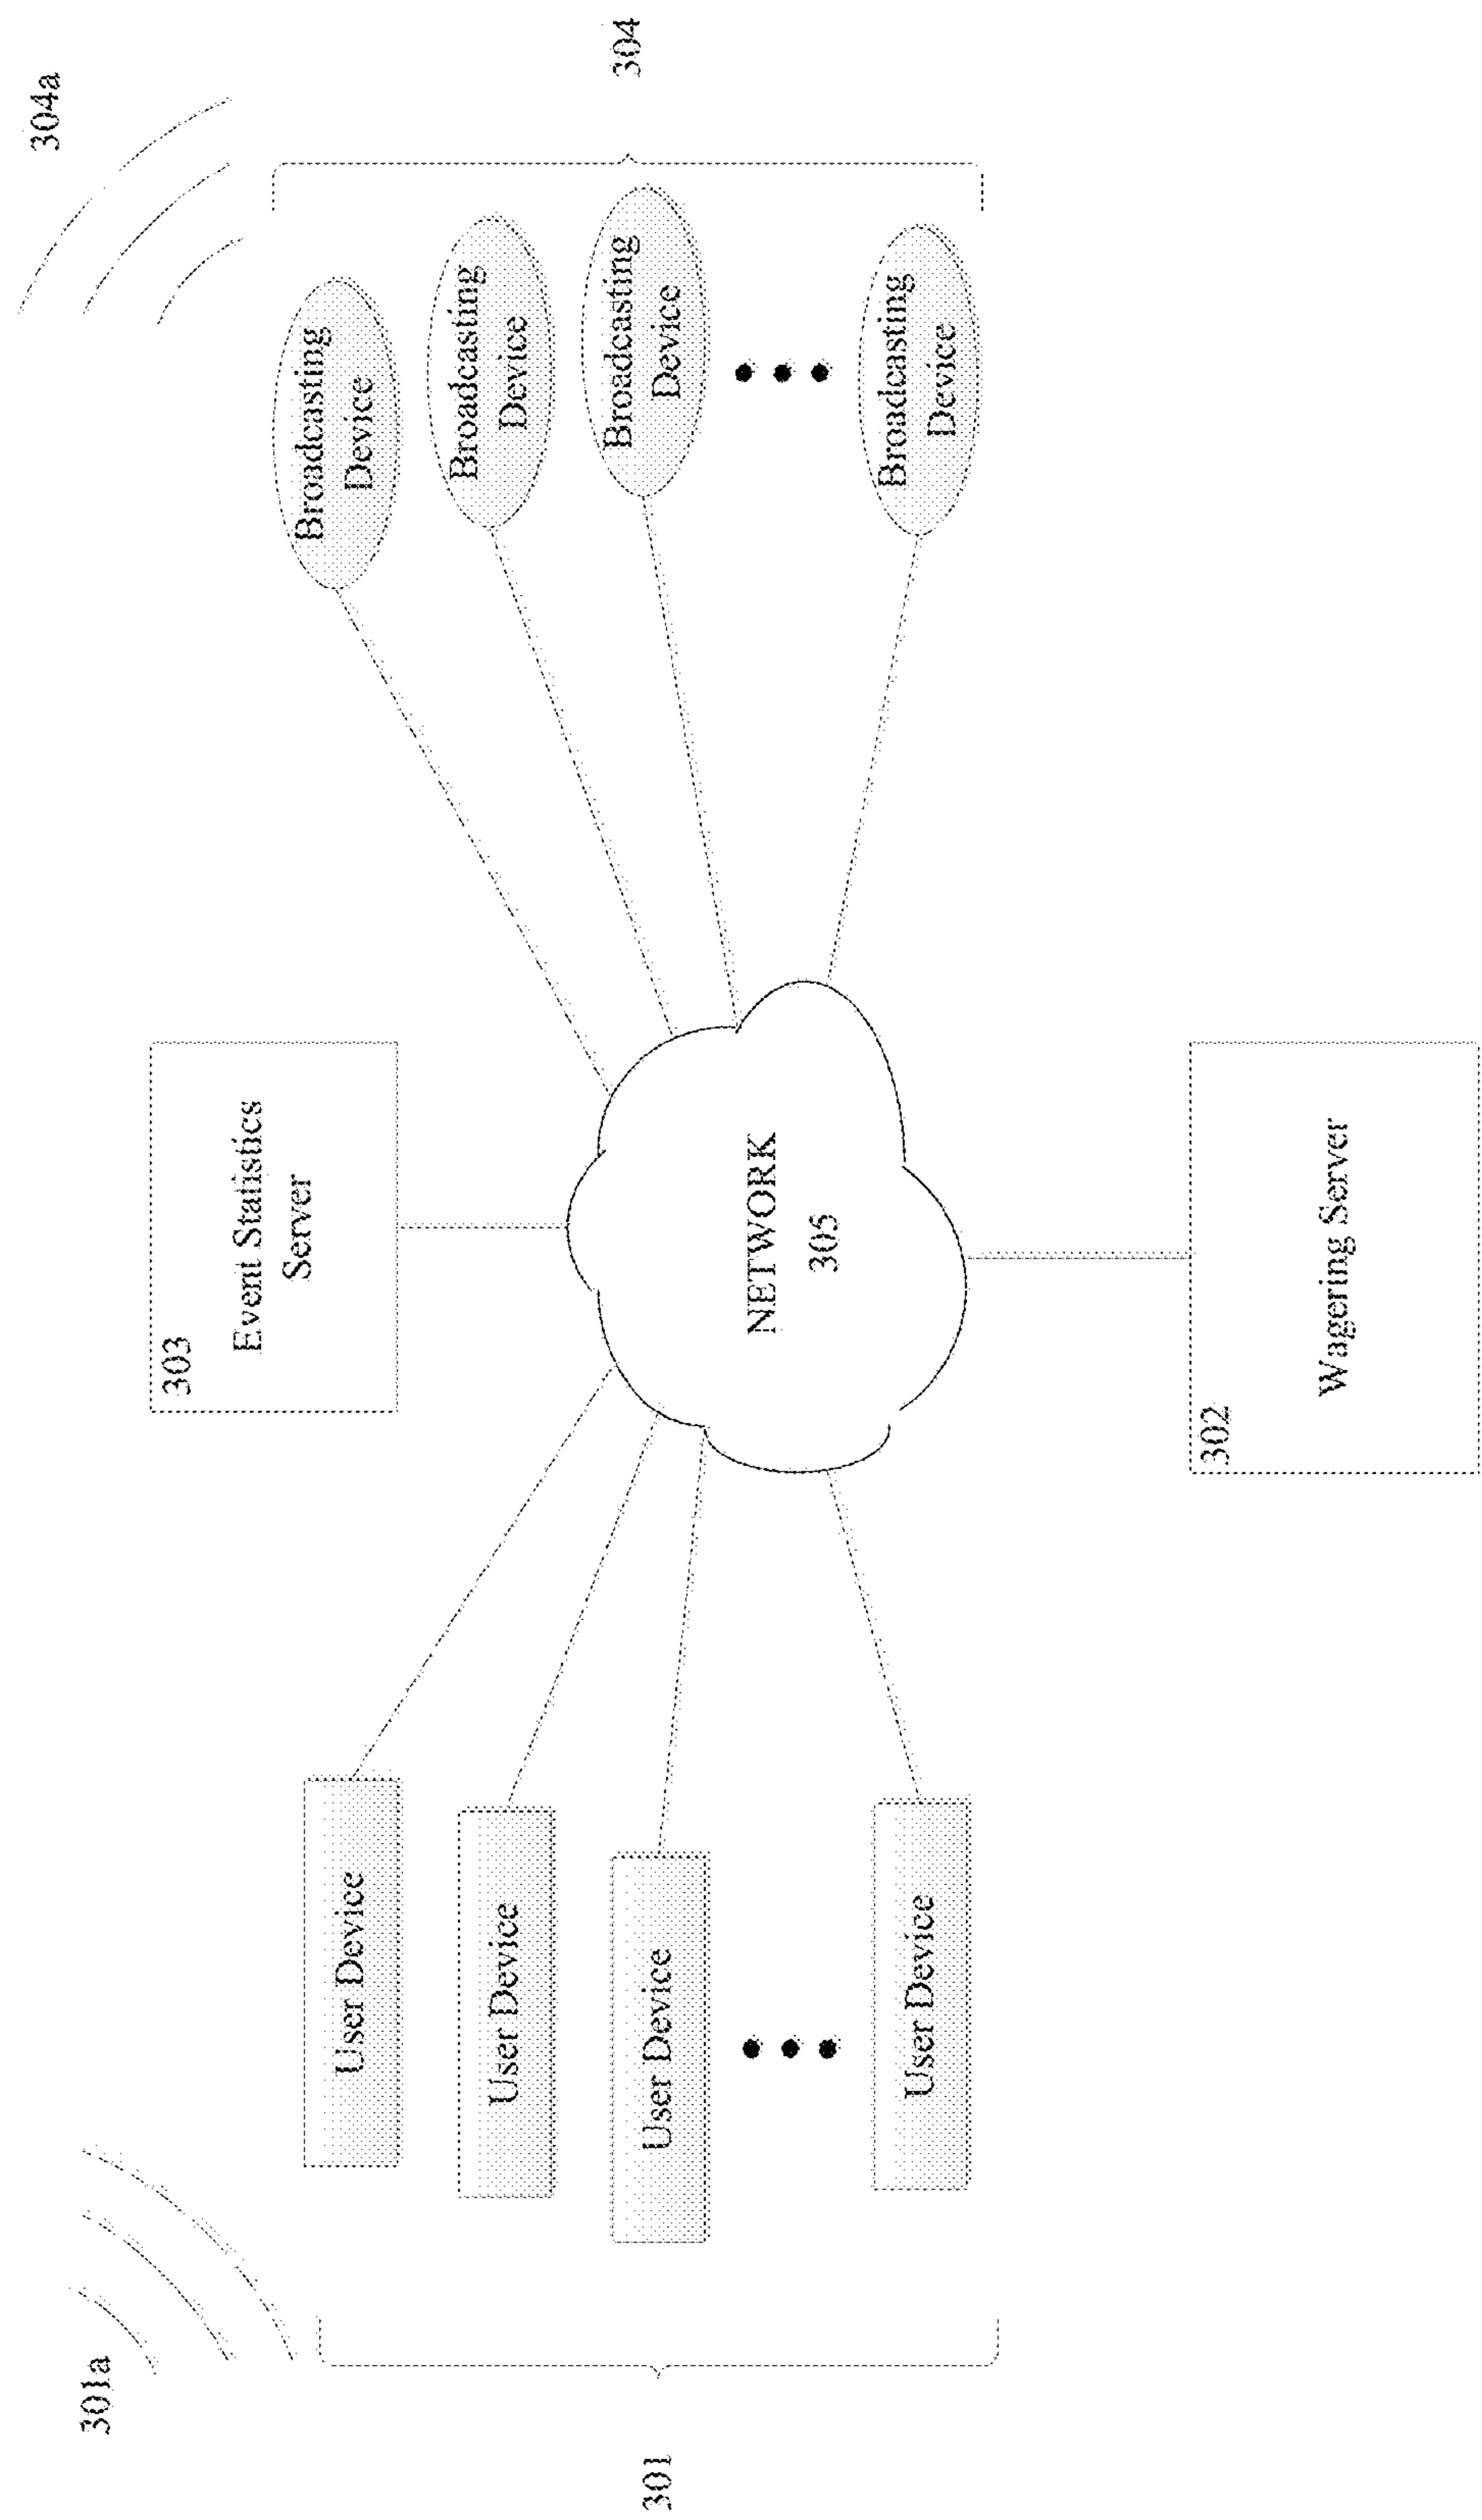 301a
304a
303
Event Statistics
Server
User Device
User Device
User Device
User Device
301
NETWORK
305
Broadcasting
Device
Broadcasting
Device
Broadcasting
Device
Broadcasting
Device
304
302
Wagering Server